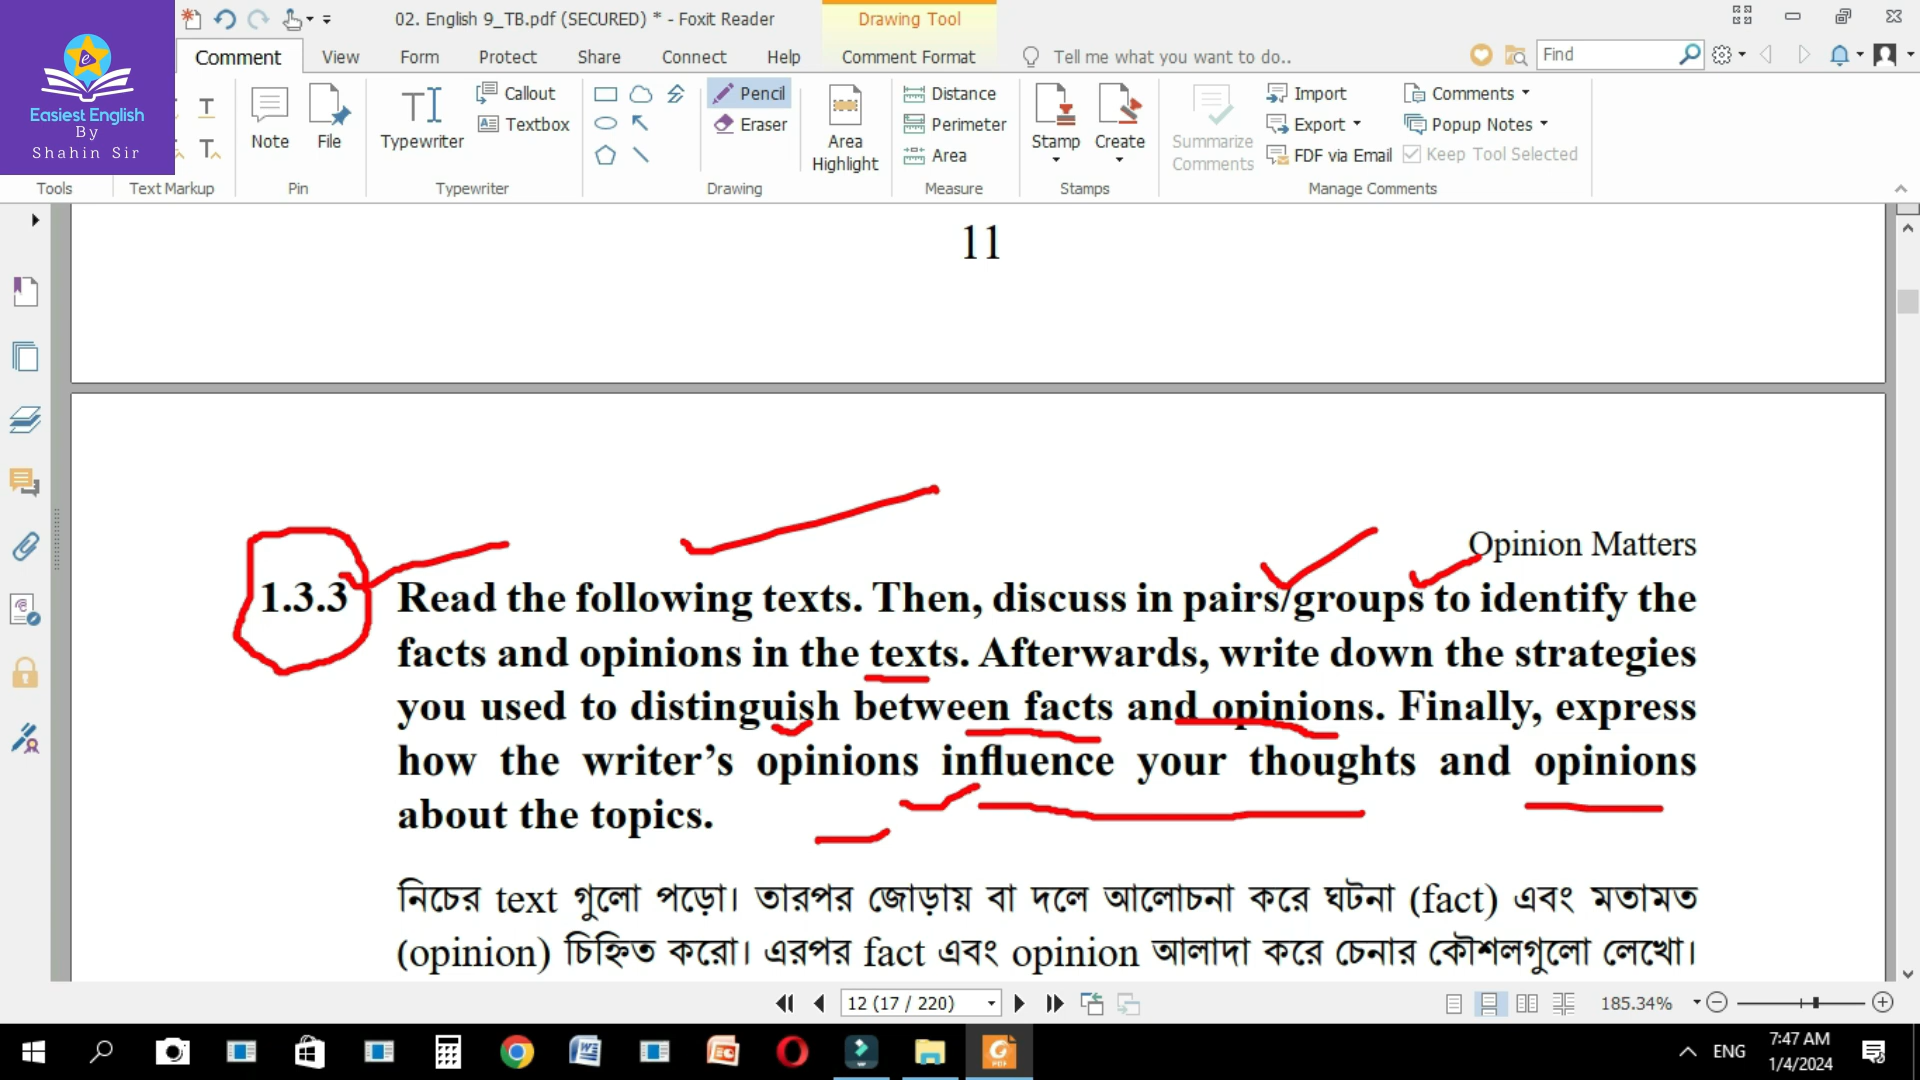 02. English 9_TB.pdf (SECURED) * - Foxit Reader
Drawing Tool
Comment
View
Form
Protect
Share
Connect
Help
Comment Format
Tell me what you want to do..
Find
e
Easiest English
By
Shahin Sir
Note
File
Typewriter
Callout
Textbox
Pencil
Eraser
Area
Highlight
Distance
Perimeter
Area
Stamp
Create
Summarize
Comments
Import
Export
FDF via Email
Comments
Popup Notes
Keep Tool Selected
Tools
Text Markup
Pin
Typewriter
Drawing
Measure
Stamps
Manage Comments
11
Opinion Matters
1.3.3 Read the following texts. Then, discuss in pairs/groups to identify the
facts and opinions in the texts. Afterwards, write down the strategies
you used to distinguish between facts and opinions. Finally, express
how the writer’s opinions influence your thoughts and opinions
about the topics.
নিচের text গুলো পড়ো। তারপর জোড়ায় বা দলে আলোচনা করে ঘটনা (fact) এবং মতামত
(opinion) চিহ্নিত করো। এরপর fact এবং opinion আলাদা করে চেনার কৌশলগুলো লেখো।
12 (17 / 220)
185.34%
ENG
7:47 AM
1/4/2024